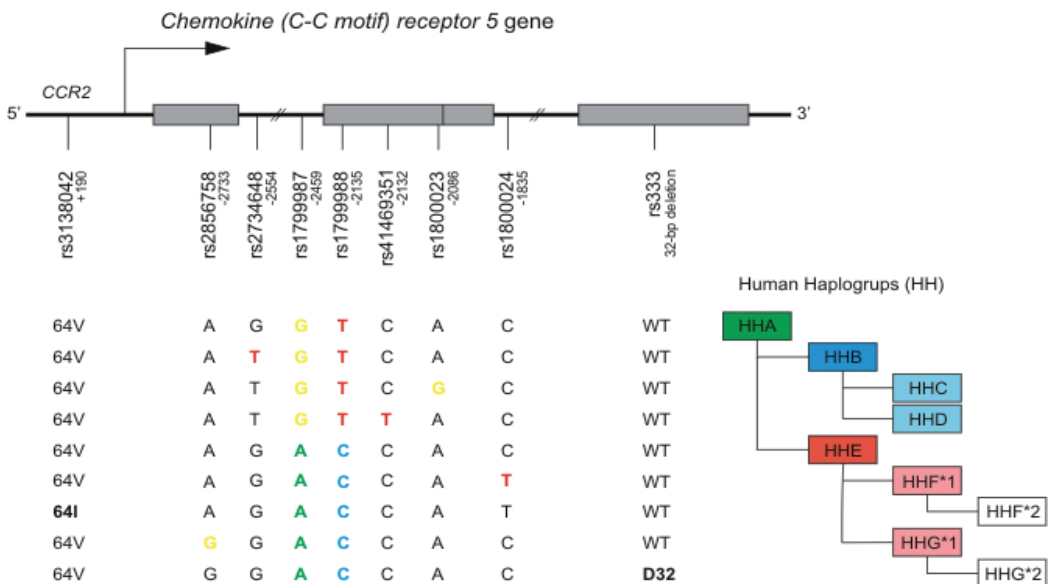 Chemokine (C-C motif) receptor 5 gene
CCR2
5' 3'
rs3138042 +190
rs2856758 -2733
rs2734648 -2554
rs1799987 -2459
rs1799988 -2135
rs41469351 -2132
rs1800023 -2086
rs1800024 -1835
rs333 32-bp deletion
Human Haplogrups (HH)
64V A G G T C A C WT HHA
64V A T G T C A C WT HHB
64V A T G T C G C WT HHC
64V A T G T T A C WT HHD
64V A G A C C A C WT HHE
64V A G A C C A T WT HHF*1
64I A G A C C A T WT HHF*2
64V G G A C C A C WT HHG*1
64V G G A C C A C D32 HHG*2